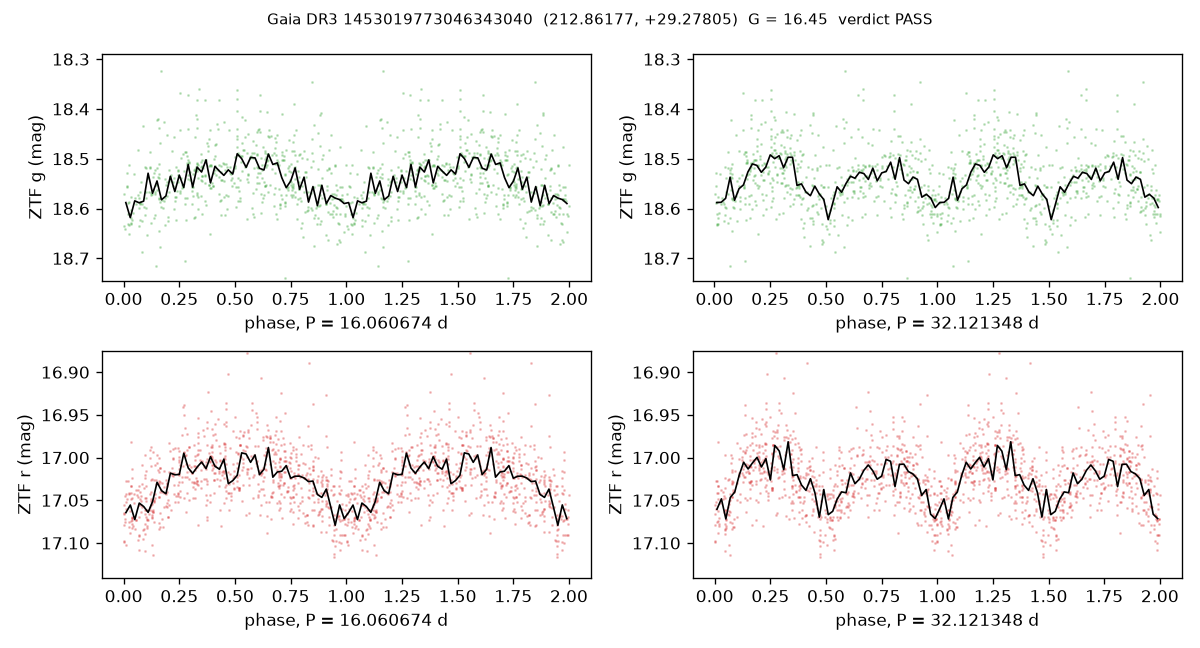 Gaia DR3 1453019773046343040 (212.86177, +29.27805) G = 16.45 verdict PASS
18.3
18.4
18.5
18.6
18.7
ZTF g (mag)
0.00 0.25 0.50 0.75 1.00 1.25 1.50 1.75 2.00
phase, P = 16.060674 d
18.3
18.4
18.5
18.6
18.7
ZTF g (mag)
0.00 0.25 0.50 0.75 1.00 1.25 1.50 1.75 2.00
phase, P = 32.121348 d
16.90
16.95
17.00
17.05
17.10
ZTF r (mag)
0.00 0.25 0.50 0.75 1.00 1.25 1.50 1.75 2.00
phase, P = 16.060674 d
16.90
16.95
17.00
17.05
17.10
ZTF r (mag)
0.00 0.25 0.50 0.75 1.00 1.25 1.50 1.75 2.00
phase, P = 32.121348 d